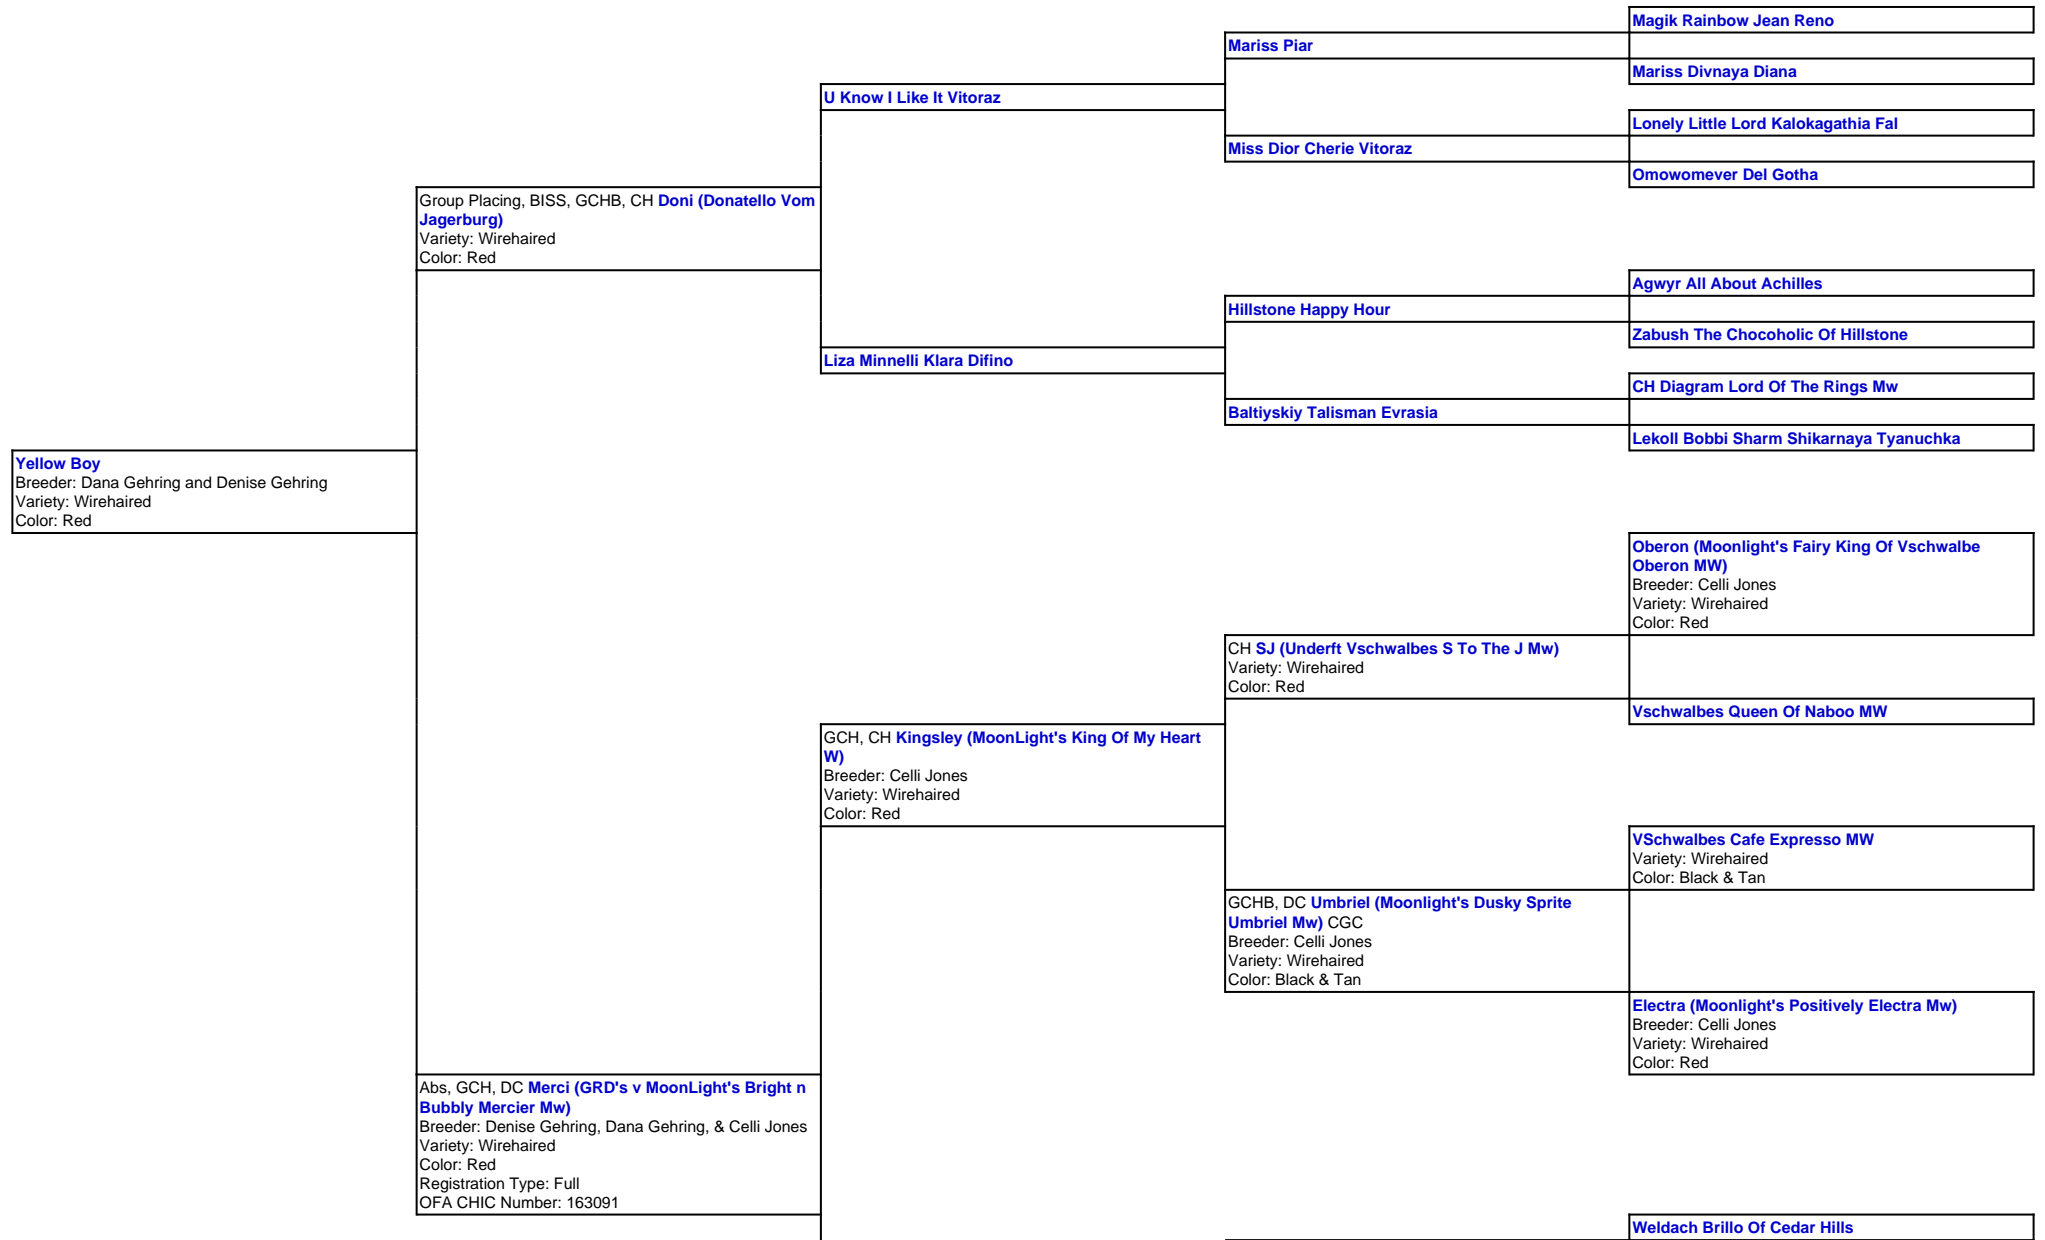 Magik Rainbow Jean Reno
Mariss Piar
Mariss Divnaya Diana
U Know I Like It Vitoraz
Lonely Little Lord Kalokagathia Fal
Miss Dior Cherie Vitoraz
Omowomever Del Gotha
Group Placing, BISS, GCHB, CH Doni (Donatello Vom
Jagerburg)
Variety: Wirehaired
Color: Red
Agwyr All About Achilles
Hillstone Happy Hour
Zabush The Chocoholic Of Hillstone
Liza Minnelli Klara Difino
CH Diagram Lord Of The Rings Mw
Baltiyskiy Talisman Evrasia
Lekoll Bobbi Sharm Shikarnaya Tyanuchka
Yellow Boy
Breeder: Dana Gehring and Denise Gehring
Variety: Wirehaired
Color: Red
Oberon (Moonlight's Fairy King Of Vschwalbe
Oberon MW)
Breeder: Celli Jones
Variety: Wirehaired
Color: Red
CH SJ (Underft Vschwalbes S To The J Mw)
Variety: Wirehaired
Color: Red
Vschwalbes Queen Of Naboo MW
GCH, CH Kingsley (MoonLight's King Of My Heart
W)
Breeder: Celli Jones
Variety: Wirehaired
Color: Red
VSchwalbes Cafe Expresso MW
Variety: Wirehaired
Color: Black & Tan
GCHB, DC Umbriel (Moonlight's Dusky Sprite
Umbriel Mw) CGC
Breeder: Celli Jones
Variety: Wirehaired
Color: Black & Tan
Electra (Moonlight's Positively Electra Mw)
Breeder: Celli Jones
Variety: Wirehaired
Color: Red
Abs, GCH, DC Merci (GRD's v MoonLight's Bright n
Bubbly Mercier Mw)
Breeder: Denise Gehring, Dana Gehring, & Celli Jones
Variety: Wirehaired
Color: Red
Registration Type: Full
OFA CHIC Number: 163091
Weldach Brillo Of Cedar Hills